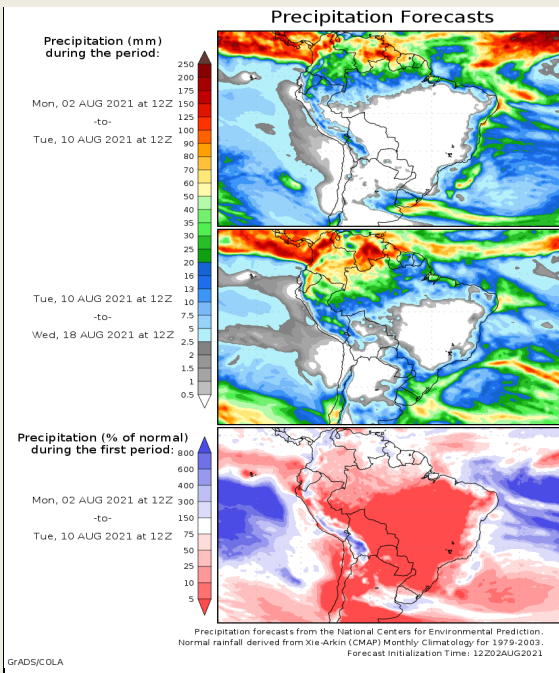 Precipitation Forecasts
Precipitation (mm)
during the period:
Mon, 02 AUG 2021 at 12Z
-to-
Tue, 10 AUG 2021 at 12Z
250
200
175
150
125
100
90
80
70
60
50
40
35
30
25
20
16
13
10
7.5
5
2.5
2
1.5
1
0.5
Tue, 10 AUG 2021 at 12Z
-to-
Wed, 18 AUG 2021 at 12Z
Precipitation (% of normal)
during the first period:
Mon, 02 AUG 2021 at 12Z
-to-
Tue, 10 AUG 2021 at 12Z
800
600
400
300
150
75
50
25
10
5
Precipitation forecasts from the National Centers for Environmental Prediction.
Normal rainfall derived from Xie-Arkin (CMAP) Monthly Climatology for 1979-2003.
Forecast Initialization Time: 12Z02AUG2021
GrADS/COLA